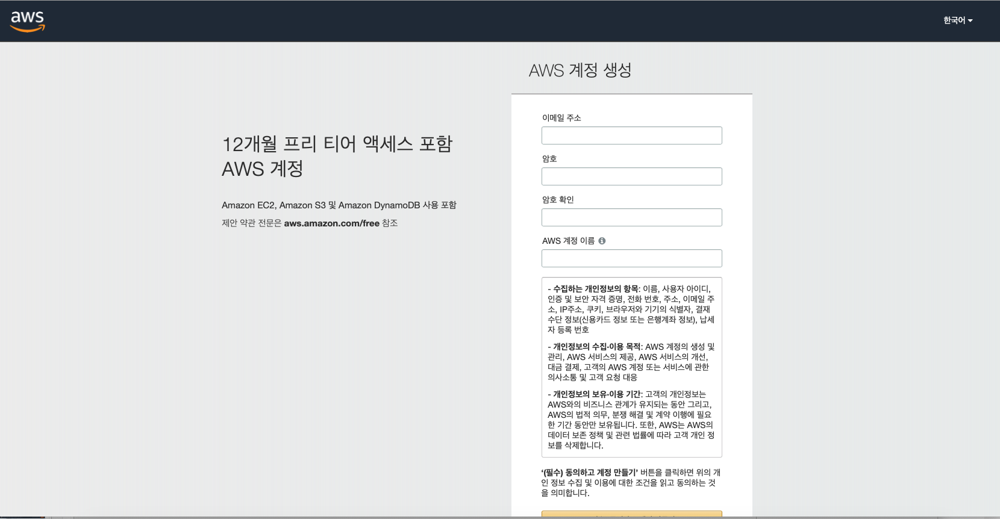 aws
한국어
AWS 계정 생성
12개월 프리 티어 액세스 포함
AWS 계정
Amazon EC2, Amazon S3 및 Amazon DynamoDB 사용 포함
제안 약관 전문은 aws.amazon.com/free 참조
이메일 주소
암호
암호 확인
AWS 계정 이름
- 수집하는 개인정보의 항목: 이름, 사용자 아이디,
인증 및 보안 자격 증명, 전화 번호, 주소, 이메일 주
소, IP주소, 쿠키, 브라우저와 기기의 식별자, 결재
수단 정보(신용카드 정보 또는 은행계좌 정보), 납세
자 등록 번호
- 개인정보의 수집·이용 목적: AWS 계정의 생성 및
관리, AWS 서비스의 제공, AWS 서비스의 개선,
대금 결제, 고객의 AWS 계정 또는 서비스에 관한
의사소통 및 고객 요청 대응
- 개인정보의 보유·이용 기간: 고객의 개인정보는
AWS와의 비즈니스 관계가 유지되는 동안 그리고,
AWS의 법적 의무, 분쟁 해결 및 계약 이행에 필요
한 기간 동안만 보유됩니다. 또한, AWS는 AWS의
데이터 보존 정책 및 관련 법률에 따라 고객 개인 정
보를 삭제합니다.
‘(필수) 동의하고 계정 만들기’ 버튼을 클릭하면 위의 개
인 정보 수집 및 이용에 대한 조건을 읽고 동의하는 것
을 의미합니다.